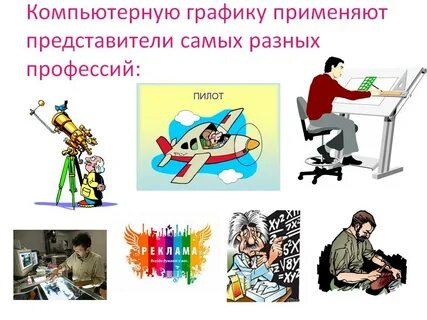 Компьютерную графику применяют
представители самых разных
профессий:
ПИЛОТ
РЕКЛАМА